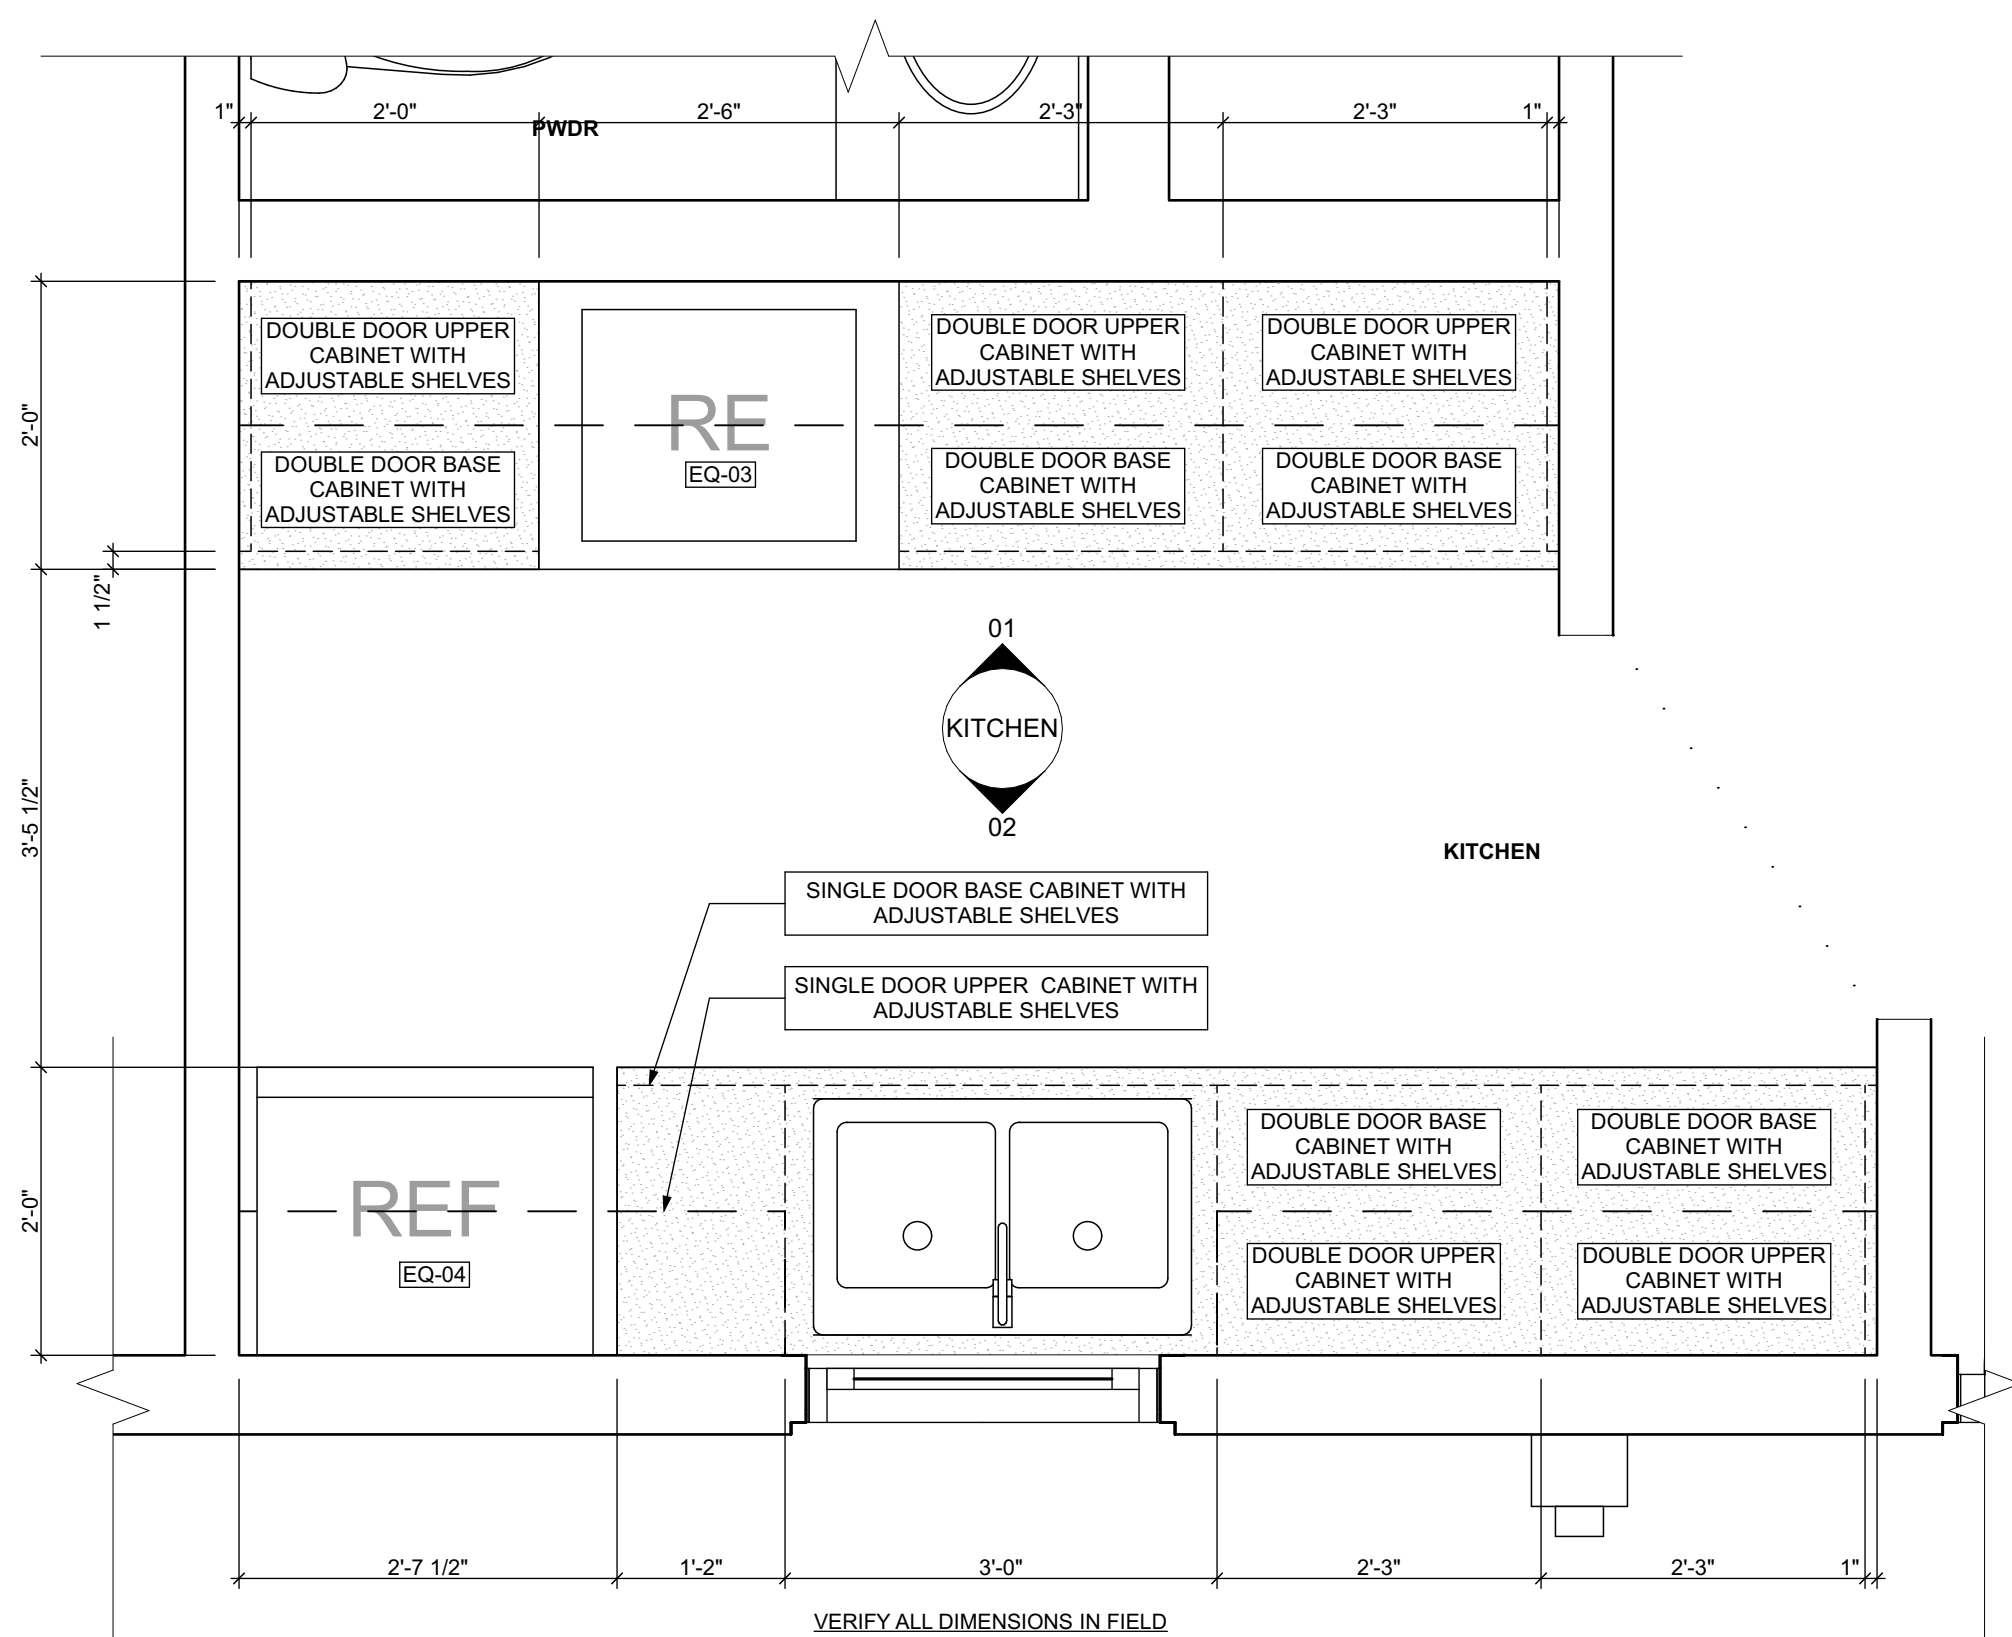 1" 2'-0" 2'-6" 2'-3" 2'-3" 1"
PWDR
DOUBLE DOOR UPPER
CABINET WITH
ADJUSTABLE SHELVES
DOUBLE DOOR BASE
CABINET WITH
ADJUSTABLE SHELVES
RE
EQ-03
DOUBLE DOOR UPPER
CABINET WITH
ADJUSTABLE SHELVES
DOUBLE DOOR BASE
CABINET WITH
ADJUSTABLE SHELVES
DOUBLE DOOR UPPER
CABINET WITH
ADJUSTABLE SHELVES
DOUBLE DOOR BASE
CABINET WITH
ADJUSTABLE SHELVES
2'-0"
1 1/2"
3'-5 1/2"
2'-0"
01
KITCHEN
02
KITCHEN
SINGLE DOOR BASE CABINET WITH
ADJUSTABLE SHELVES
SINGLE DOOR UPPER CABINET WITH
ADJUSTABLE SHELVES
REF
EQ-04
DOUBLE DOOR BASE
CABINET WITH
ADJUSTABLE SHELVES
DOUBLE DOOR UPPER
CABINET WITH
ADJUSTABLE SHELVES
DOUBLE DOOR BASE
CABINET WITH
ADJUSTABLE SHELVES
DOUBLE DOOR UPPER
CABINET WITH
ADJUSTABLE SHELVES
2'-7 1/2" 1'-2" 3'-0" 2'-3" 2'-3" 1"
VERIFY ALL DIMENSIONS IN FIELD